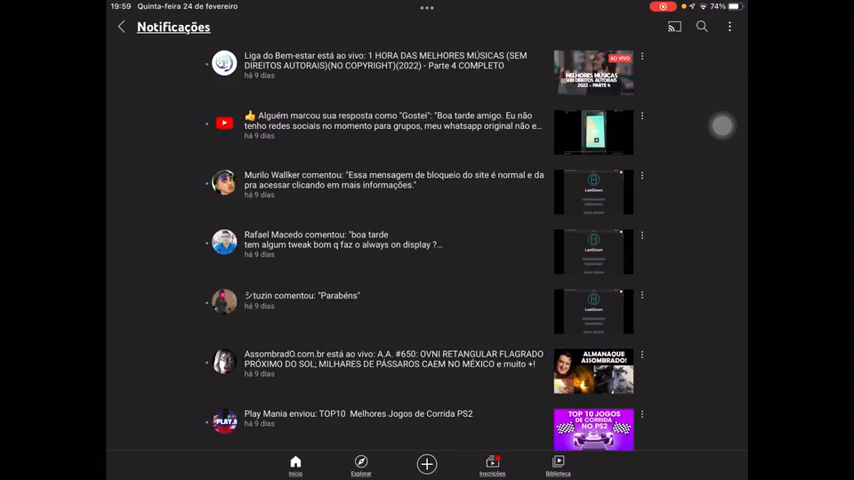 19:59 Quinta-feira 24 de fevereiro
74%
Notificações
Liga do Bem-estar está ao vivo: 1 HORA DAS MELHORES MÚSICAS (SEM
DIREITOS AUTORAIS)(NO COPYRIGHT)(2022) - Parte 4 COMPLETO
há 9 dias
AO VIVO
MELHORES MÚSICAS
SEM DIREITOS AUTORAIS
2022 - PARTE 4
👍 Alguém marcou sua resposta como "Gostei": "Boa tarde amigo. Eu não
tenho redes sociais no momento para grupos, meu whatsapp original não e...
há 9 dias
Murilo Wallker comentou: "Essa mensagem de bloqueio do site é normal e da
pra acessar clicando em mais informações."
há 9 dias
Rafael Macedo comentou: "boa tarde
tem algum tweak bom q faz o always on display ?...
há 9 dias
シtuzin comentou: "Parabéns"
há 9 dias
AssombradO.com.br está ao vivo: A.A. #650: OVNI RETANGULAR FLAGRADO
PRÓXIMO DO SOL; MILHARES DE PÁSSAROS CAEM NO MÉXICO e muito +!
há 9 dias
ALMANAQUE
ASSOMBRADO!
Play Mania enviou: TOP10 Melhores Jogos de Corrida PS2
há 9 dias
TOP 10 JOGOS
DE CORRIDA
NO PS2
Início
Explorar
Inscrições
Biblioteca